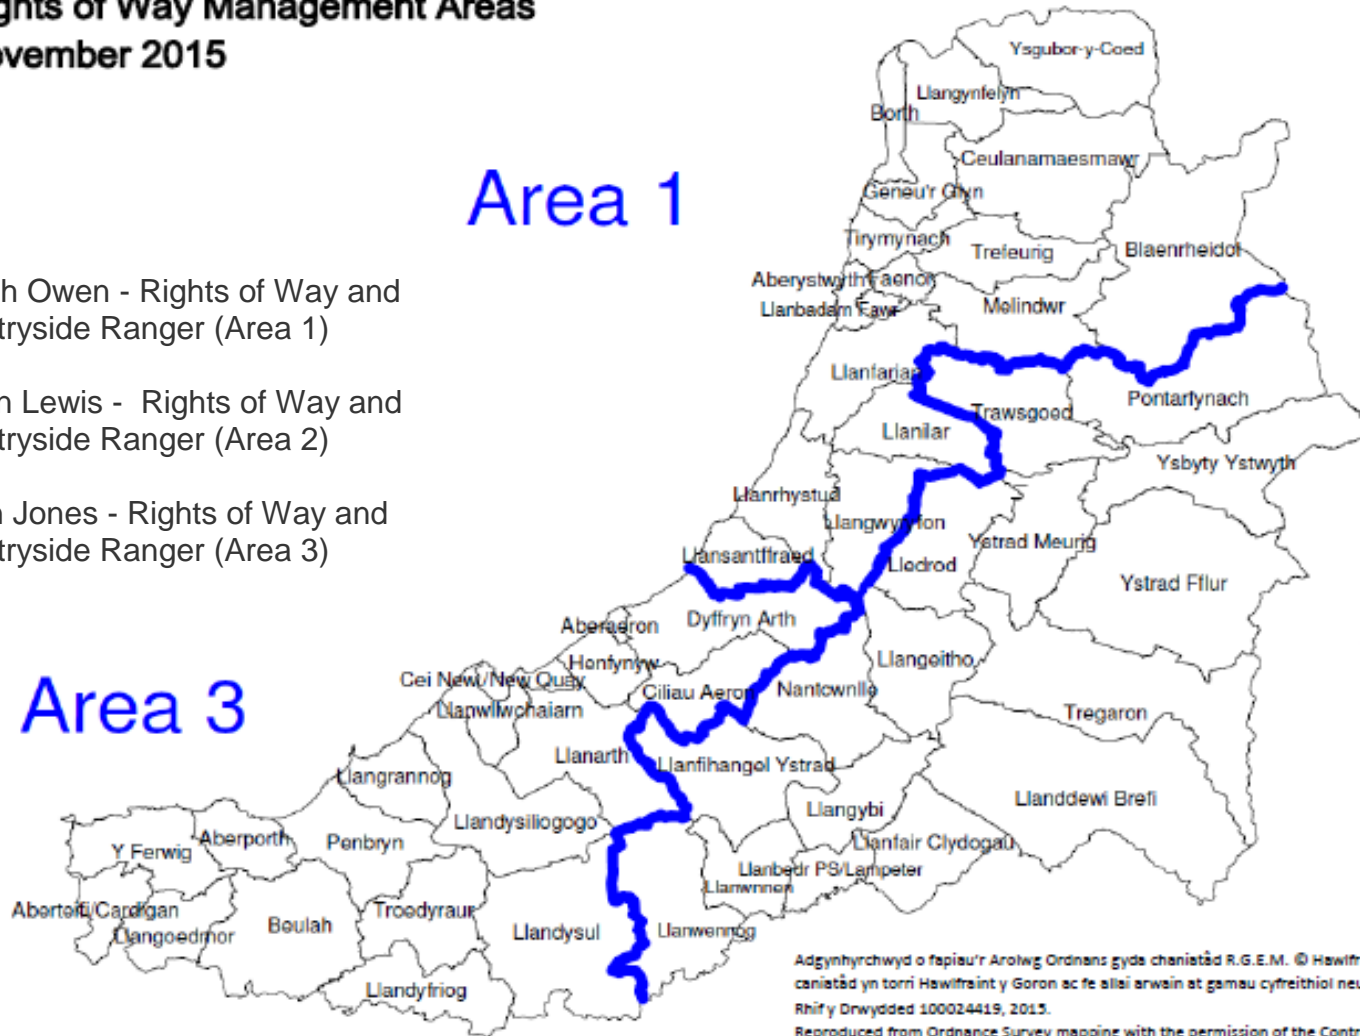 ghts of Way Management Areas
ovember 2015
Area 1
h Owen - Rights of Way and
tryside Ranger (Area 1)
n Lewis - Rights of Way and
tryside Ranger (Area 2)
n Jones - Rights of Way and
tryside Ranger (Area 3)
Area 3
Ysgubor-y-Coed
Llangynfelyn
Borth
Ceulanamaesmawr
Geneu'r Glyn
Tirymynach
Trefeurig
Blaenrheidol
Aberystwyth
Faenor
Llanbadarn Fawr
Melindwr
Llanfarian
Trawsgoed
Pontarfynach
Llanilar
Ysbyty Ystwyth
Llanrhystud
Llangwyryfon
Ystrad Meurig
Llansantffraed
Lledrod
Ystrad Fflur
Aberaeron
Dyffryn Arth
Henfynyw
Llangeitho
Cei New/New Quay
Ciliau Aeron
Nantcwnlle
Llanwllwchaiarn
Tregaron
Llanarth
Llanfihangel Ystrad
Llangrannog
Llanddewi Brefi
Llangybi
Llandysiliogogo
Y Ferwig
Aberporth
Penbryn
Llanfair Clydogau
Llanbedr PS/Lampeter
Llanwnnen
Aberteifi/Cardigan
Llangoedmor
Beulah
Troedyraur
Llandysul
Llanwennog
Llandyfriog
Adgynhyrchwyd o fapiau'r Arolwg Ordnans gyda chaniatâd R.G.E.M. © Hawlfr
caniatâd yn torri Hawlfraint y Goron ac fe allai arwain at gamau cyfreithiol neu
Rhif y Drwydded 100024419, 2015.
Reproduced from Ordnance Survey mapping with the permission of the Contr